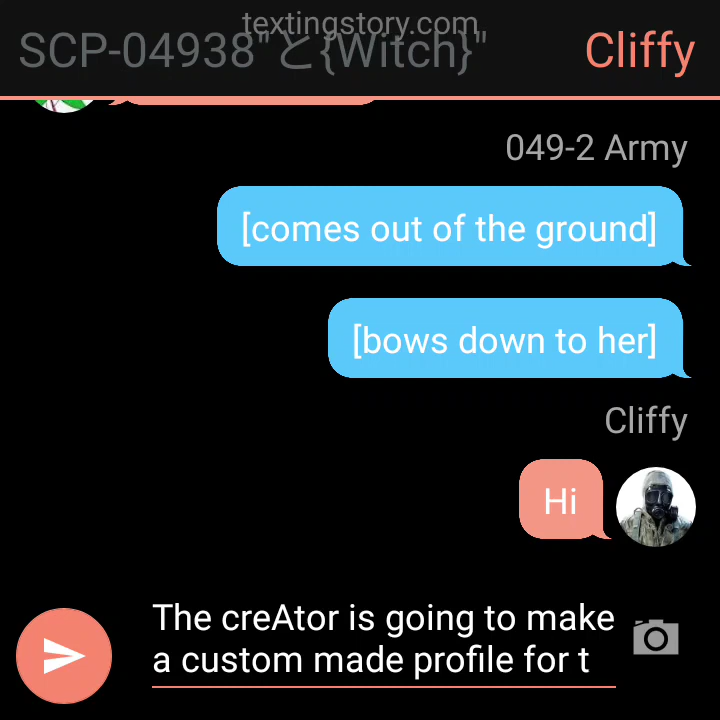 textingstory.com
SCP-04938"と{Witch}"
Cliffy
049-2 Army
[comes out of the ground]
[bows down to her]
Cliffy
Hi
The creAtor is going to make
a custom made profile for t